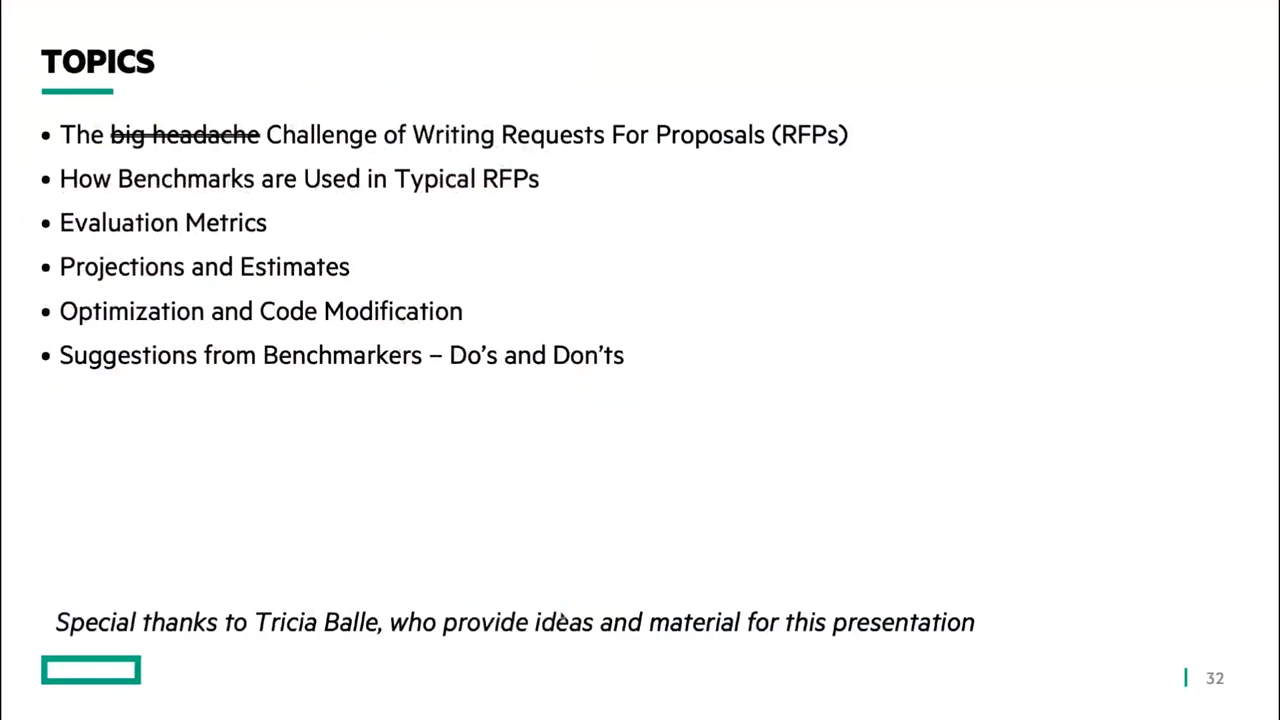 TOPICS
• The big headache Challenge of Writing Requests For Proposals (RFPs)
• How Benchmarks are Used in Typical RFPs
• Evaluation Metrics
• Projections and Estimates
• Optimization and Code Modification
• Suggestions from Benchmarkers – Do’s and Don’ts
Special thanks to Tricia Balle, who provide ideas and material for this presentation
32